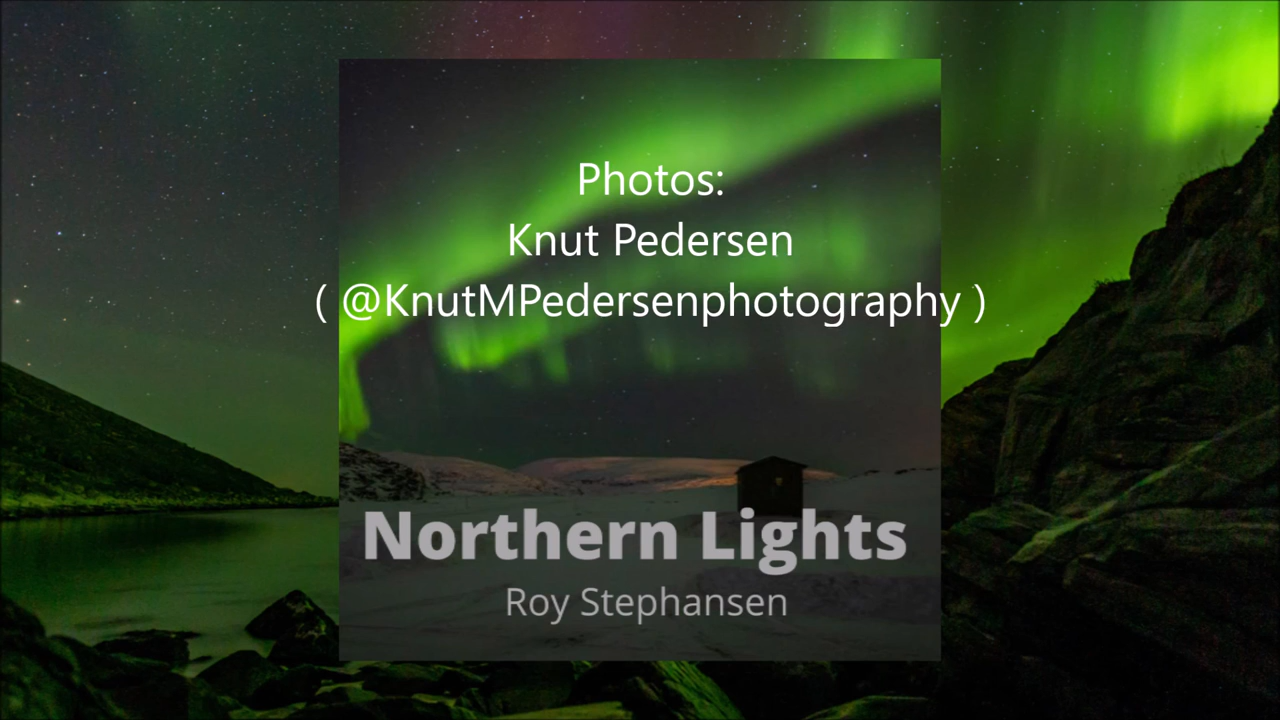 Photos:
Knut Pedersen
( @KnutMPedersenphotography )
Northern Lights
Roy Stephansen